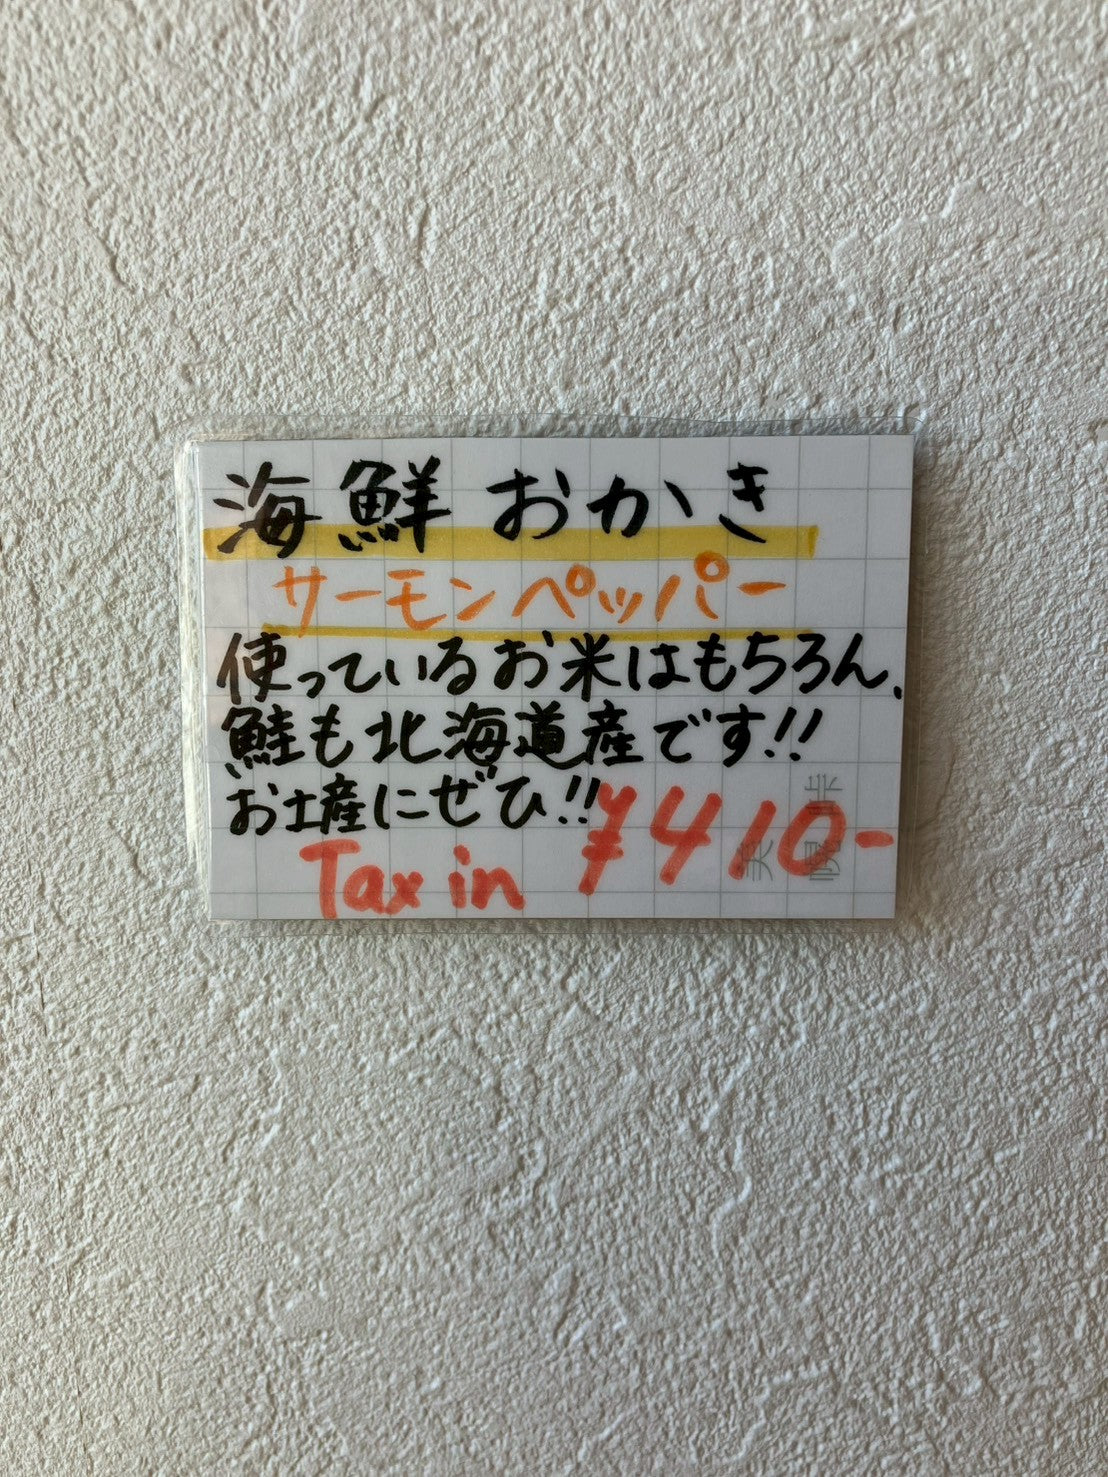 海鮮おかき
サーモンペッパー
使っているお米はもちろん、
鮭も北海道産です!!
お土産にぜひ!!
Tax in ¥410-